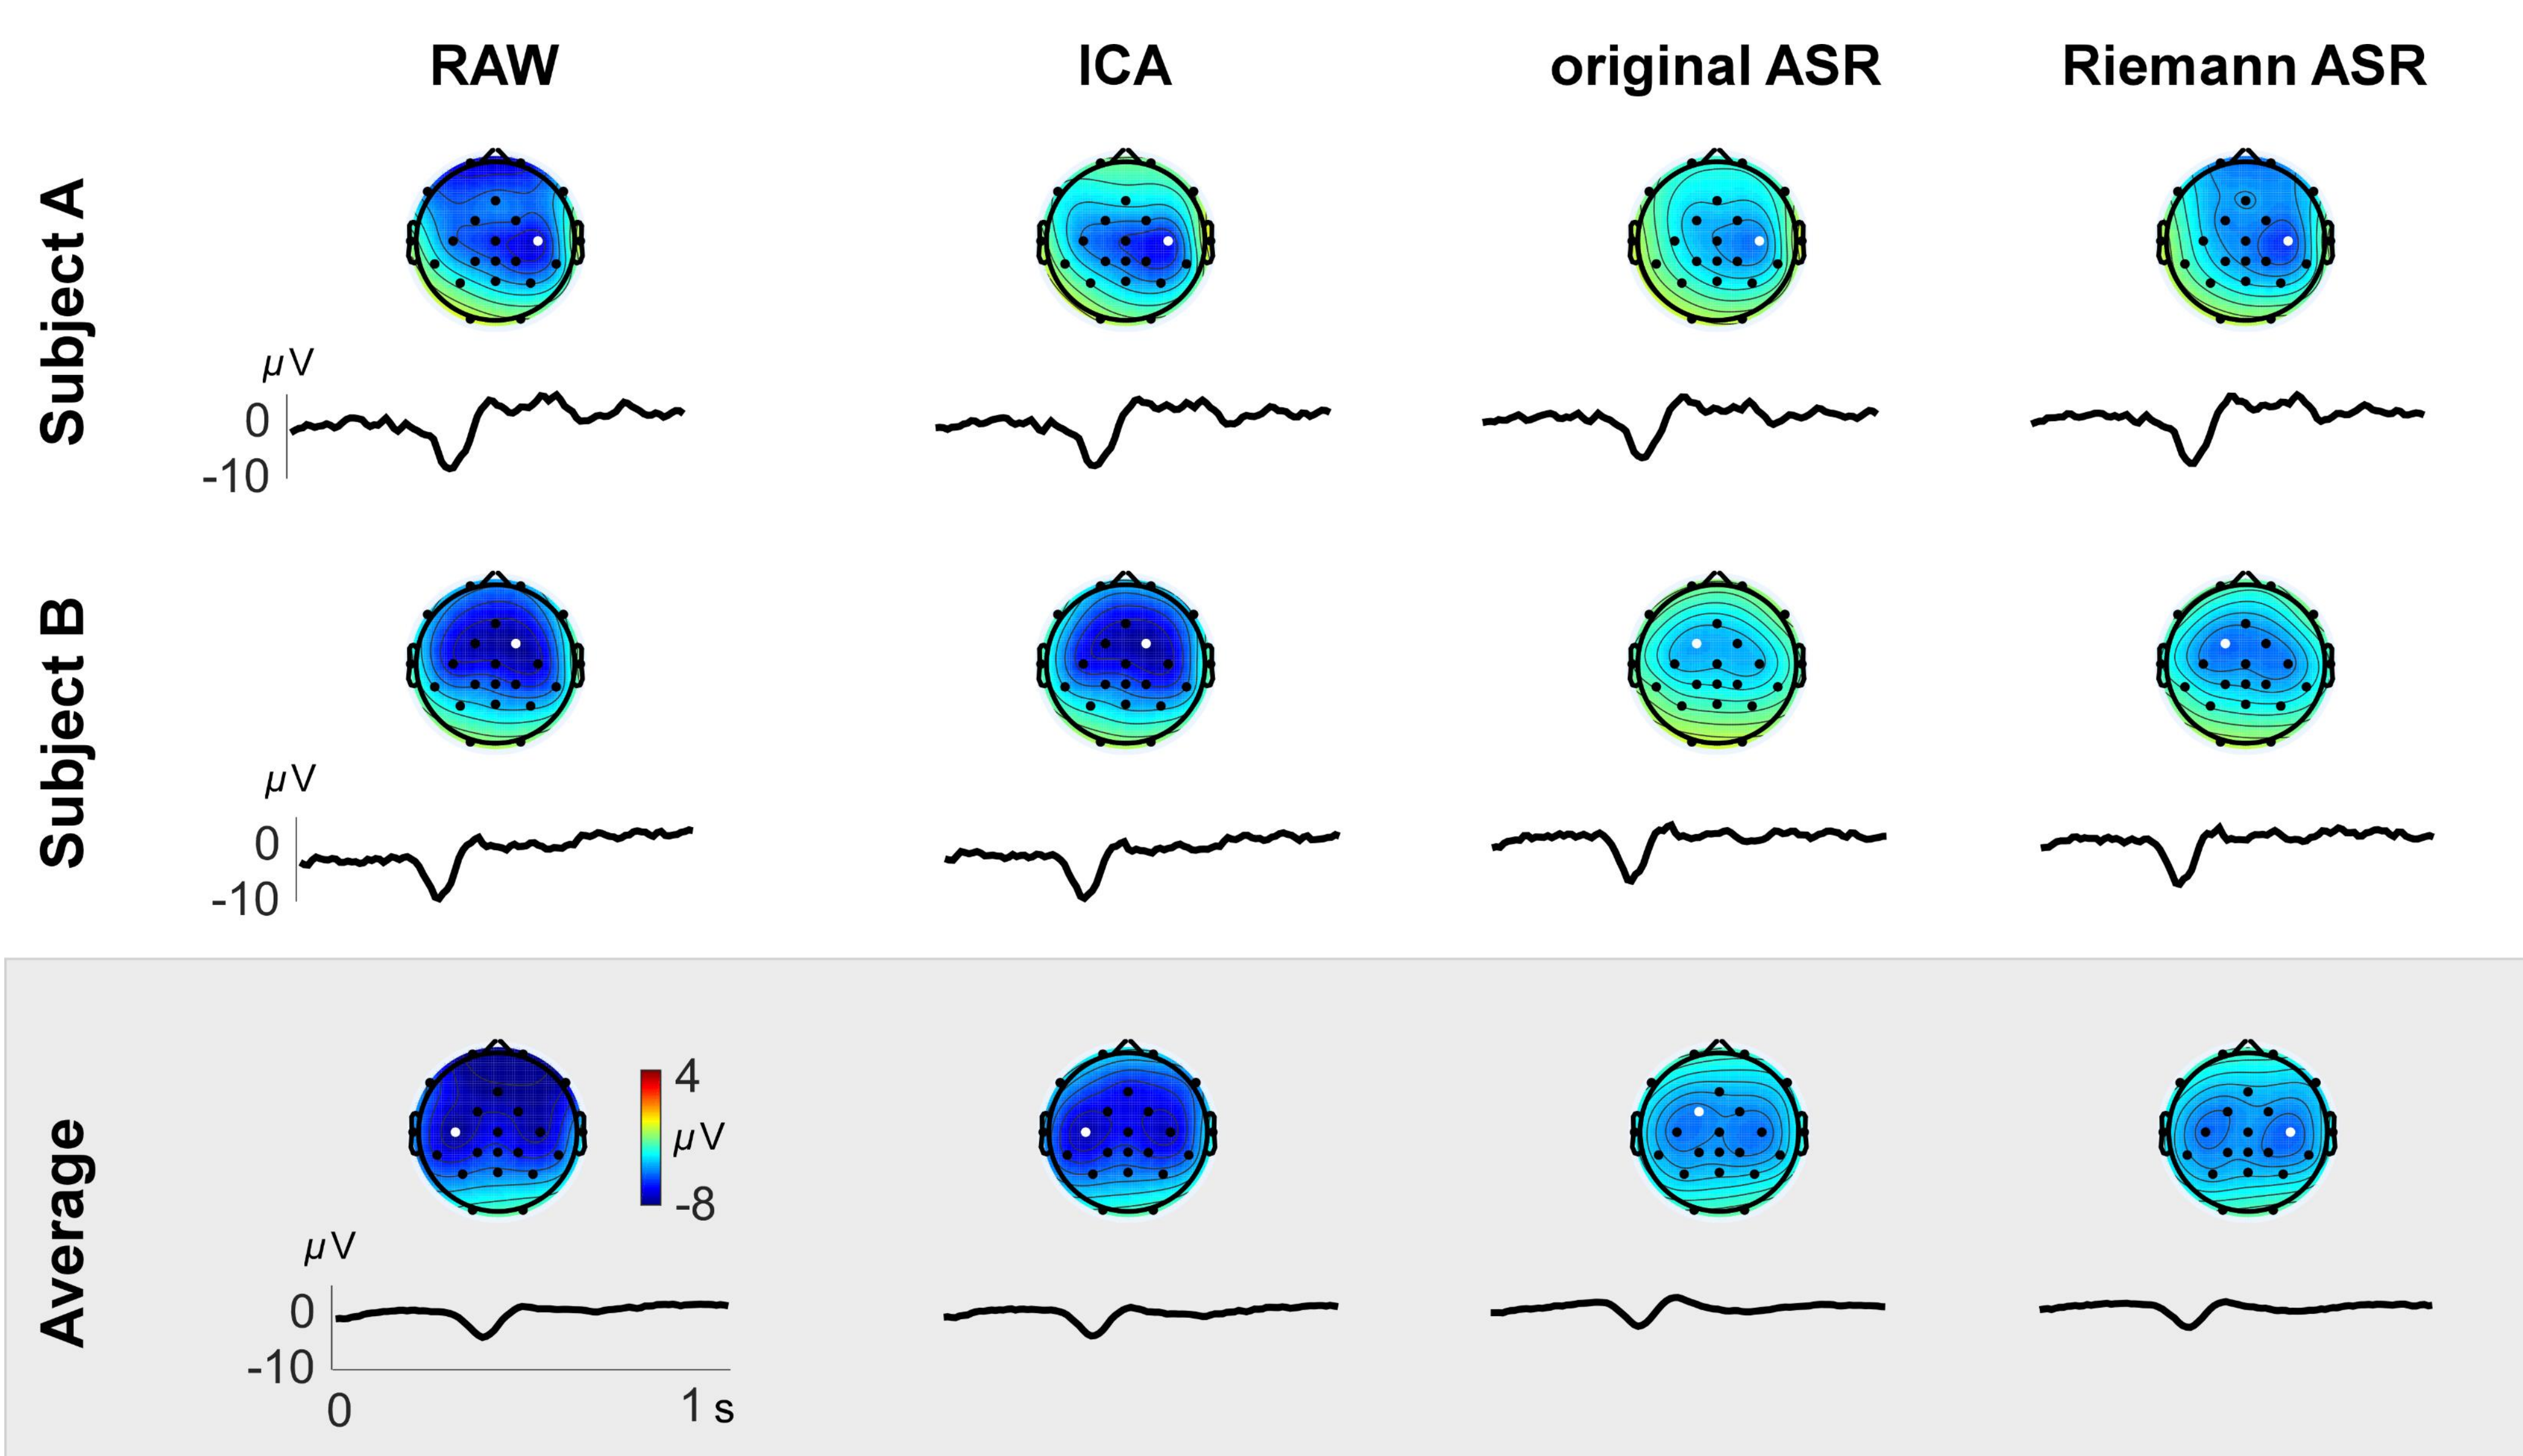 RAW ICA original ASR Riemann ASR
Subject A
µV
0
-10
Subject B
µV
0
-10
Average
4
µV
-8
µV
0
-10
0 1 s